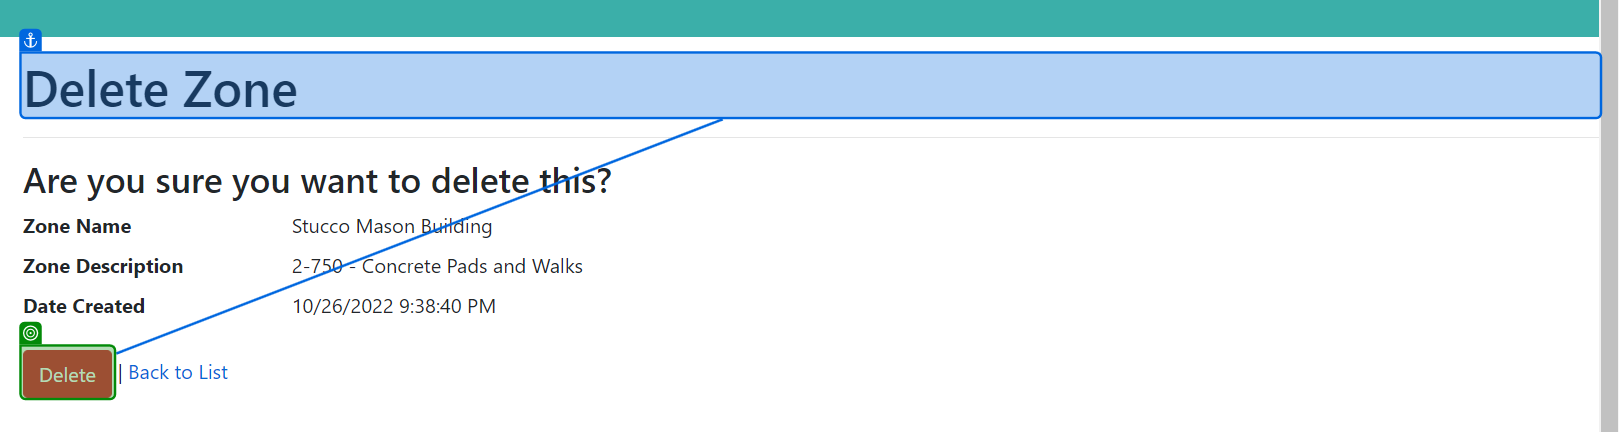 Delete Zone
Are you sure you want to delete this?
Zone Name Stucco Mason Building
Zone Description 2-750 - Concrete Pads and Walks
Date Created 10/26/2022 9:38:40 PM
Delete | Back to List